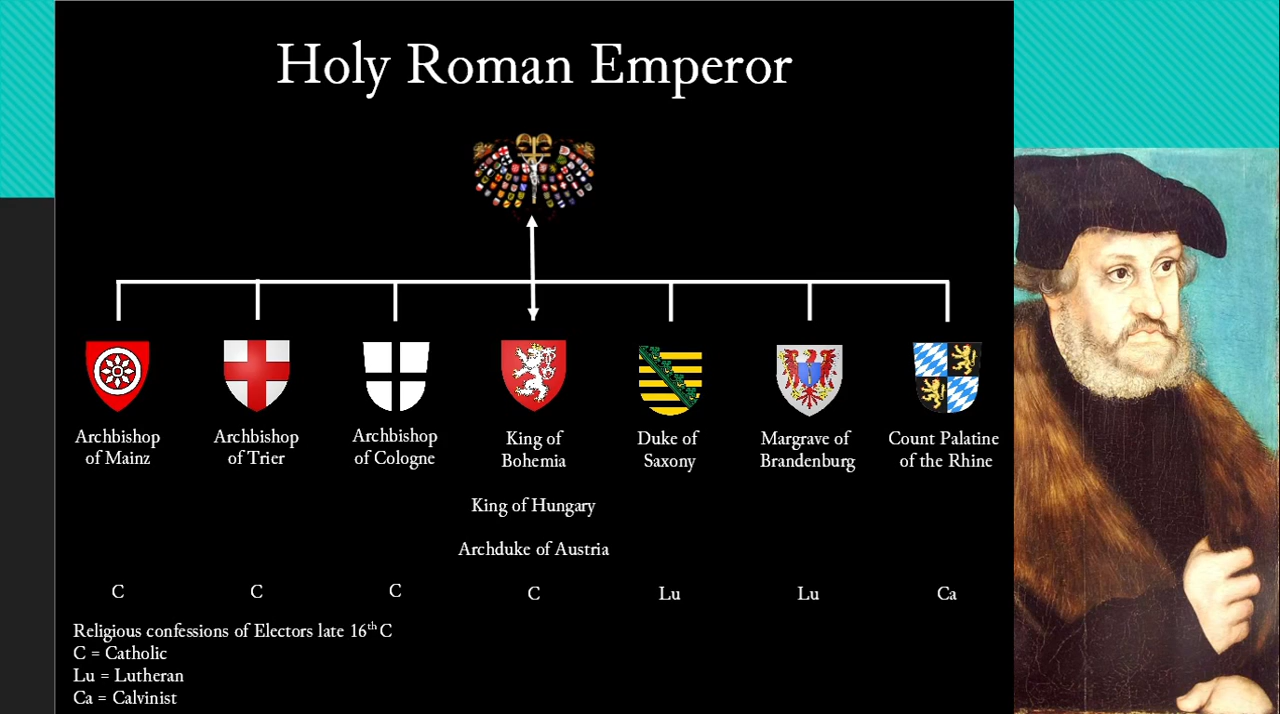 Holy Roman Emperor
Archbishop
of Mainz
Archbishop
of Trier
Archbishop
of Cologne
King of
Bohemia
King of Hungary
Archduke of Austria
Duke of
Saxony
Margrave of
Brandenburg
Count Palatine
of the Rhine
C
C
C
C
Lu
Lu
Ca
Religious confessions of Electors late 16th C
C = Catholic
Lu = Lutheran
Ca = Calvinist